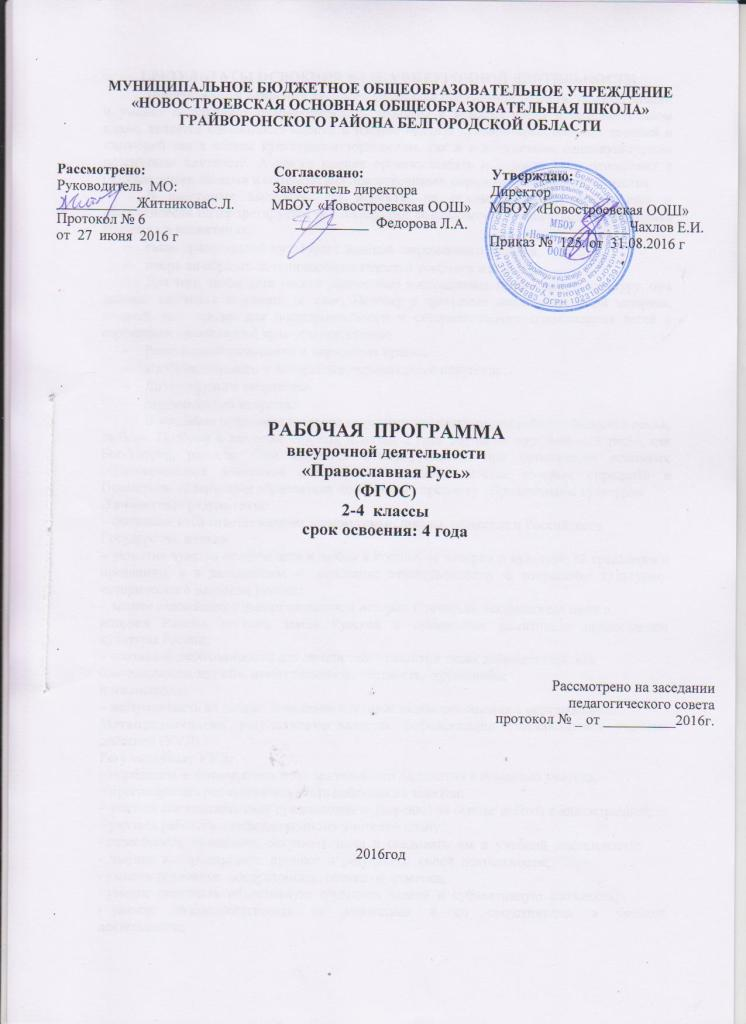 МУНИЦИПАЛЬНОЕ БЮДЖЕТНОЕ ОБЩЕОБРАЗОВАТЕЛЬНОЕ УЧРЕЖДЕНИЕ
«НОВОСТРОЕВСКАЯ ОСНОВНАЯ ОБЩЕОБРАЗОВАТЕЛЬНАЯ ШКОЛА»
ГРАЙВОРОНСКОГО РАЙОНА БЕЛГОРОДСКОЙ ОБЛАСТИ
Рассмотрено:
Руководитель МО:
ЖитниковаС.Л.
Протокол № 6
от 27 июня 2016 г
Согласовано:
Заместитель директора
МБОУ «Новостроевская ООШ»
__________ Федорова Л.А.
Утверждаю:
Директор
МБОУ «Новостроевская ООШ»
__________ Чахлов Е.И.
Приказ № 125 от 31.08.2016 г
РАБОЧАЯ ПРОГРАММА
внеурочной деятельности
«Православная Русь»
(ФГОС)
2-4 классы
срок освоения: 4 года
Рассмотрено на заседании
педагогического совета
протокол № _ от __________2016г.
2016год